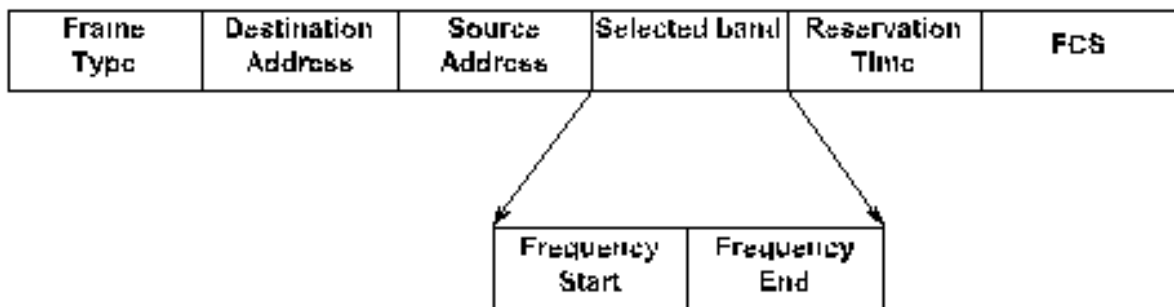 Frame
Type
Destination
Address
Source
Address
Selected band
Reservation
Time
FCS
Frequency
Start
Frequency
End